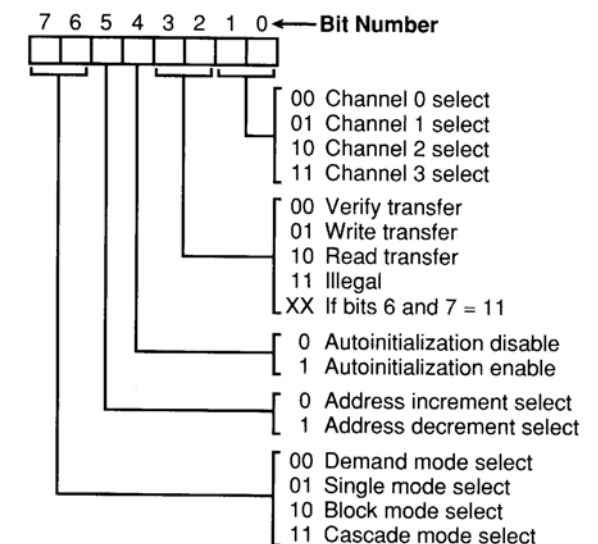 7 6 5 4 3 2 1 0 Bit Number
00 Channel 0 select
01 Channel 1 select
10 Channel 2 select
11 Channel 3 select
00 Verify transfer
01 Write transfer
10 Read transfer
11 Illegal
XX If bits 6 and 7 = 11
0 Autoinitialization disable
1 Autoinitialization enable
0 Address increment select
1 Address decrement select
00 Demand mode select
01 Single mode select
10 Block mode select
11 Cascade mode select